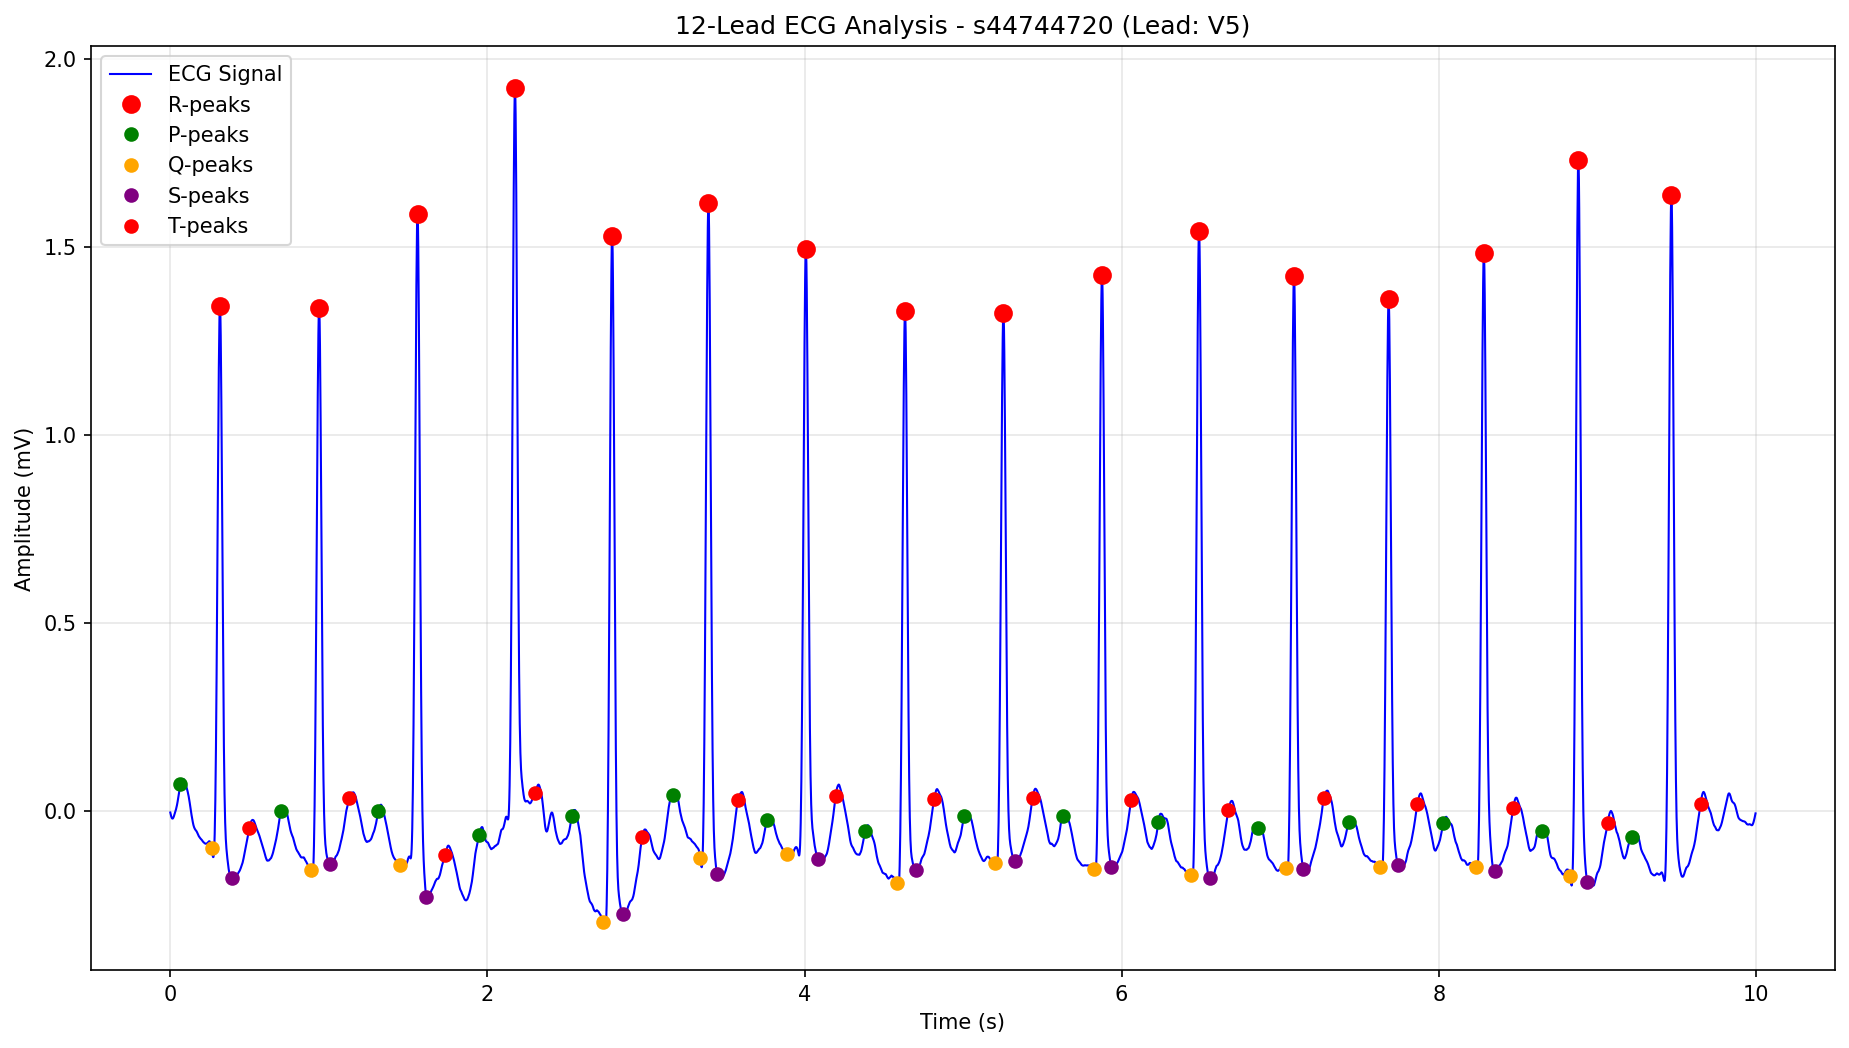 12-Lead ECG Analysis - s44744720 (Lead: V5)
ECG Signal
R-peaks
P-peaks
Q-peaks
S-peaks
T-peaks
Amplitude (mV)
2.0
1.5
1.0
0.5
0.0
0 2 4 6 8 10
Time (s)